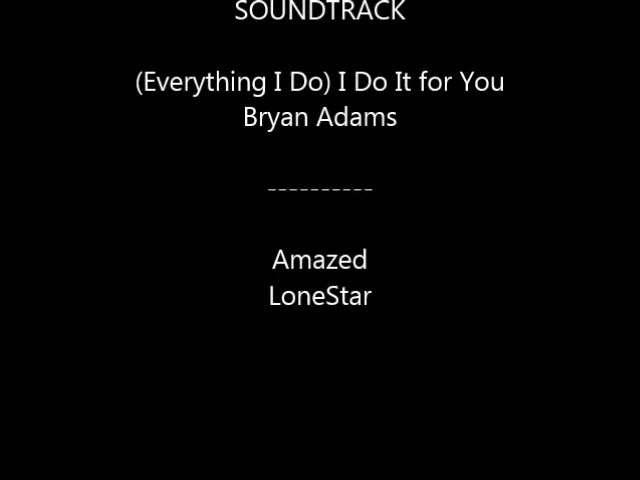 SOUNDTRACK
(Everything I Do) I Do It for You
Bryan Adams
----------
Amazed
LoneStar